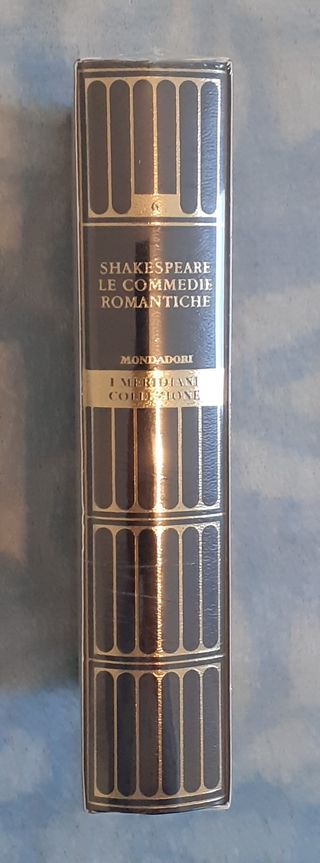 6
SHAKESPEARE
LE COMMEDIE
ROMANTICHE
MONDADORI
I MERIDIANI
COLLEZIONE